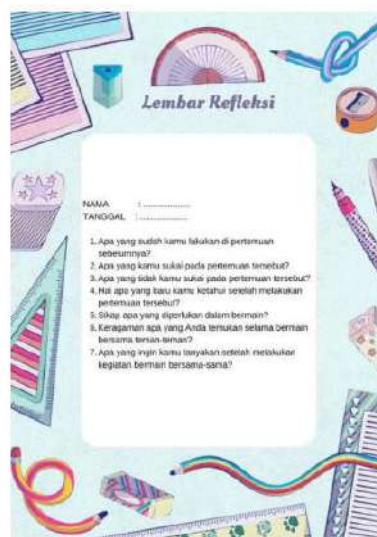 Lembar Refleksi
NAMA : ...................
TANGGAL : ...................
1. Apa yang sudah kamu lakukan di pertemuan
sebelumnya?
2. Apa yang kamu sukai pada pertemuan tersebut?
3. Apa yang tidak kamu sukai pada pertemuan tersebut?
4. Hal apa yang baru kamu ketahui setelah melakukan
pertemuan tersebut?
5. Sikap apa yang diperlukan dalam bermain?
6. Keragaman apa yang Anda temukan selama bermain
bersama teman-teman?
7. Apa yang ingin kamu tanyakan setelah melakukan
kegiatan bermain bersama-sama?